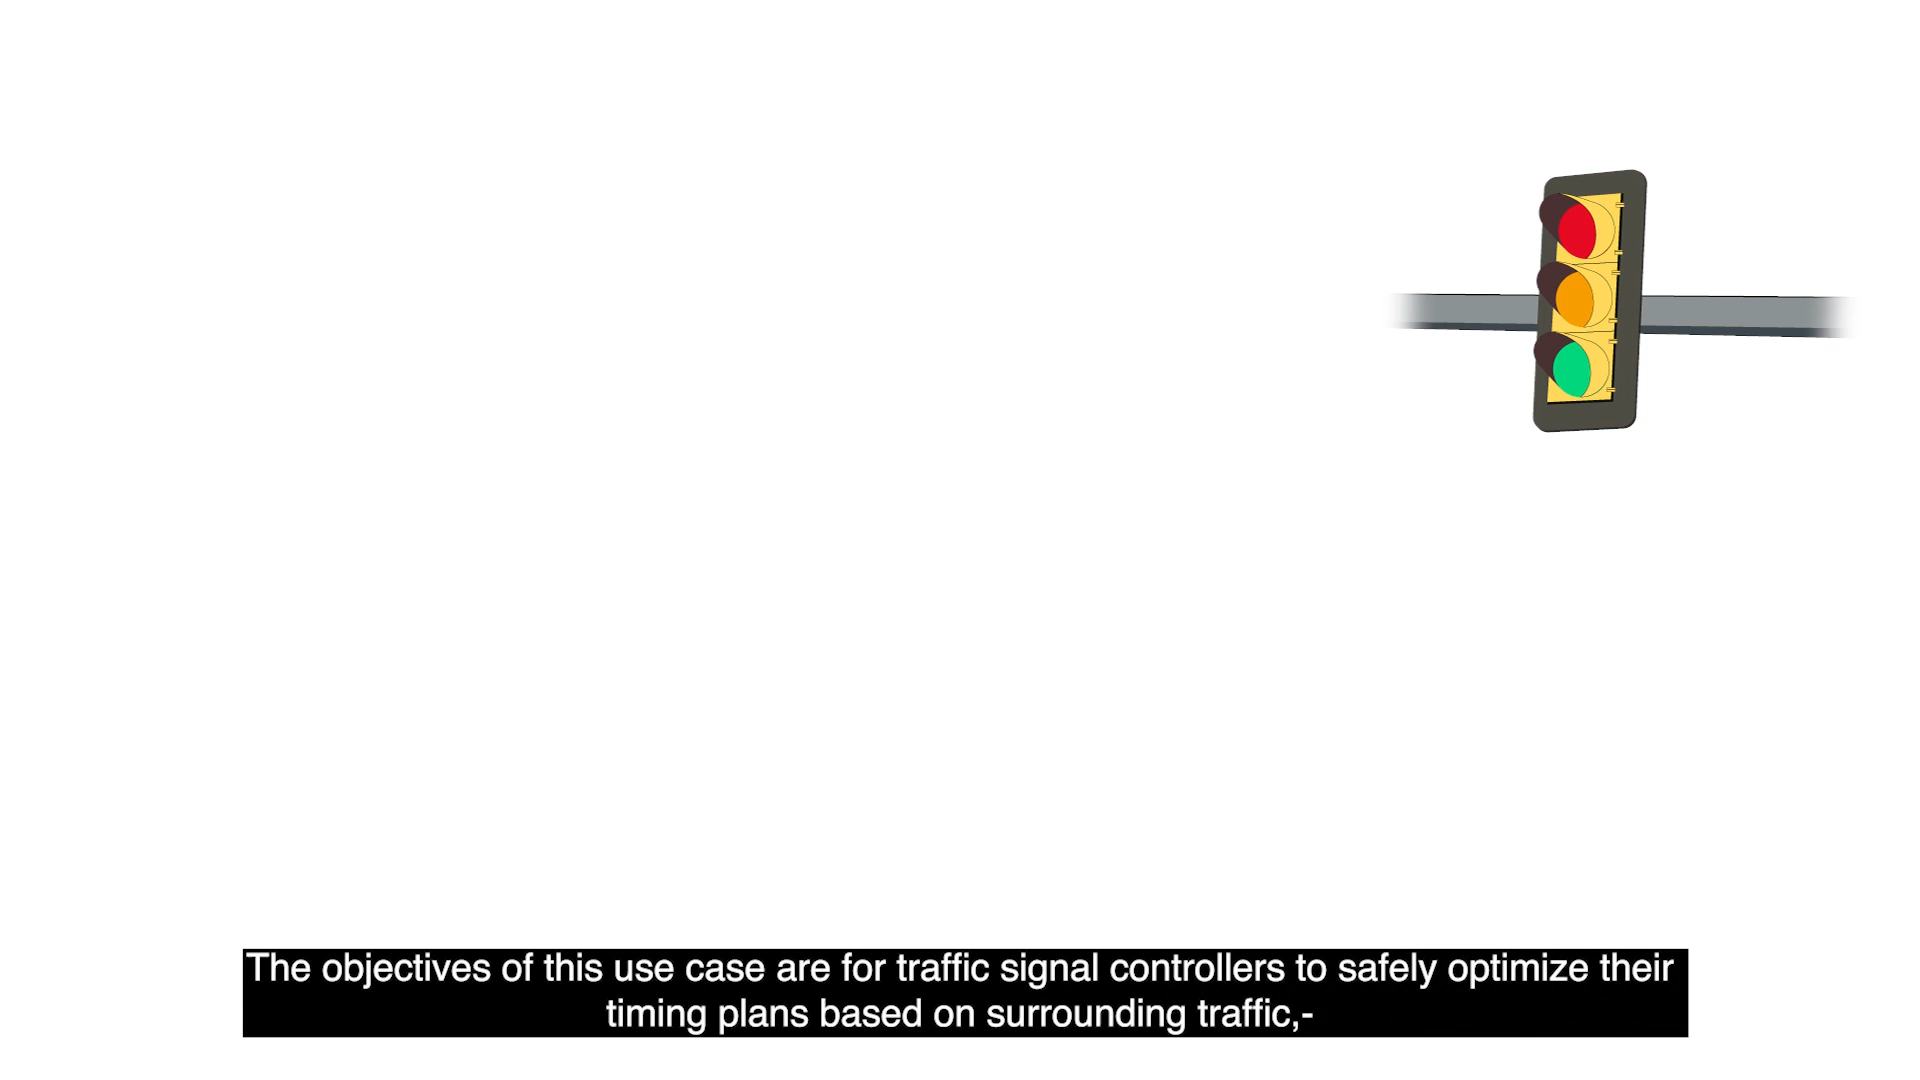 The objectives of this use case are for traffic signal controllers to safely optimize their
timing plans based on surrounding traffic,-